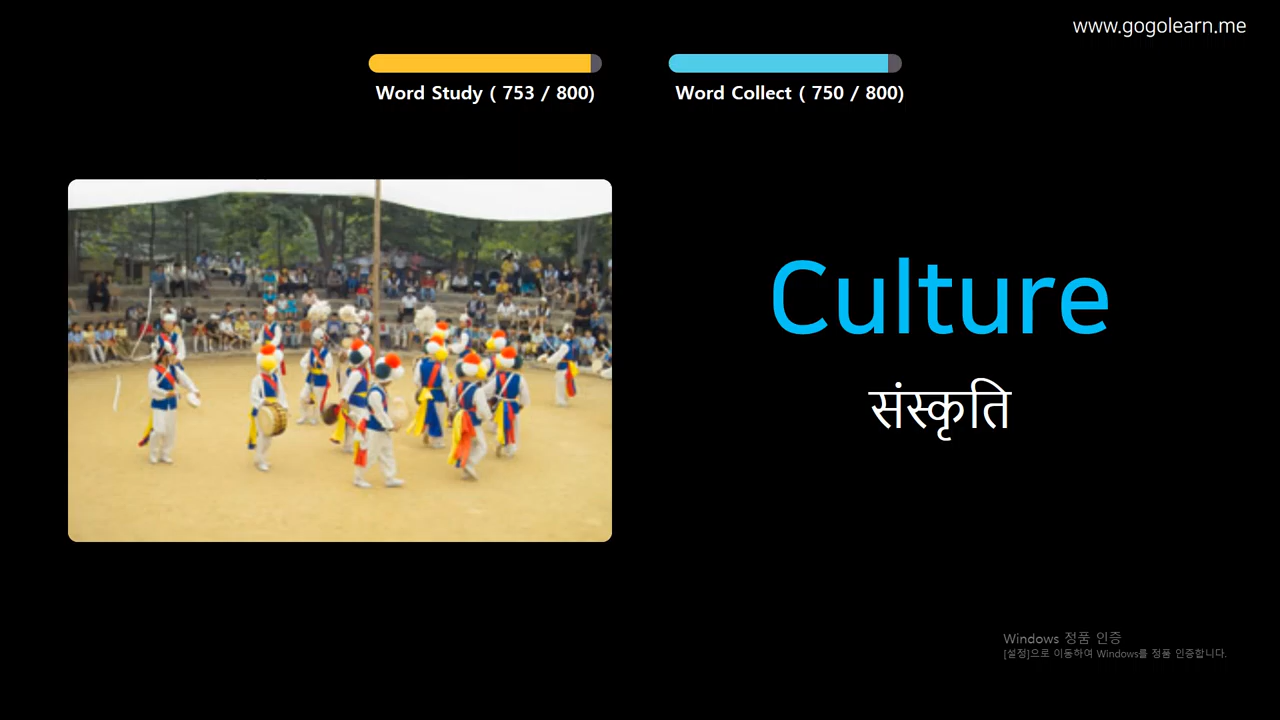 www.gogolearn.me
Word Study ( 753 / 800)
Word Collect ( 750 / 800)
Culture
संस्कृति
Windows 정품 인증
[설정]으로 이동하여 Windows를 정품 인증합니다.